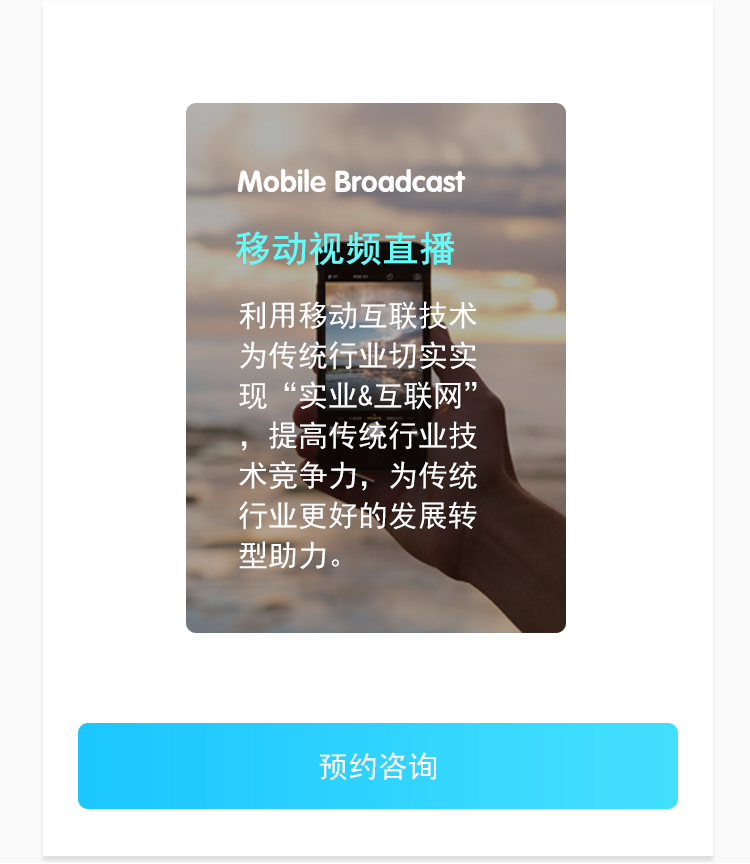 Mobile Broadcast
移动视频直播
利用移动互联技术
为传统行业切实实
现“实业&互联网”
，提高传统行业技
术竞争力，为传统
行业更好的发展转
型助力。
预约咨询